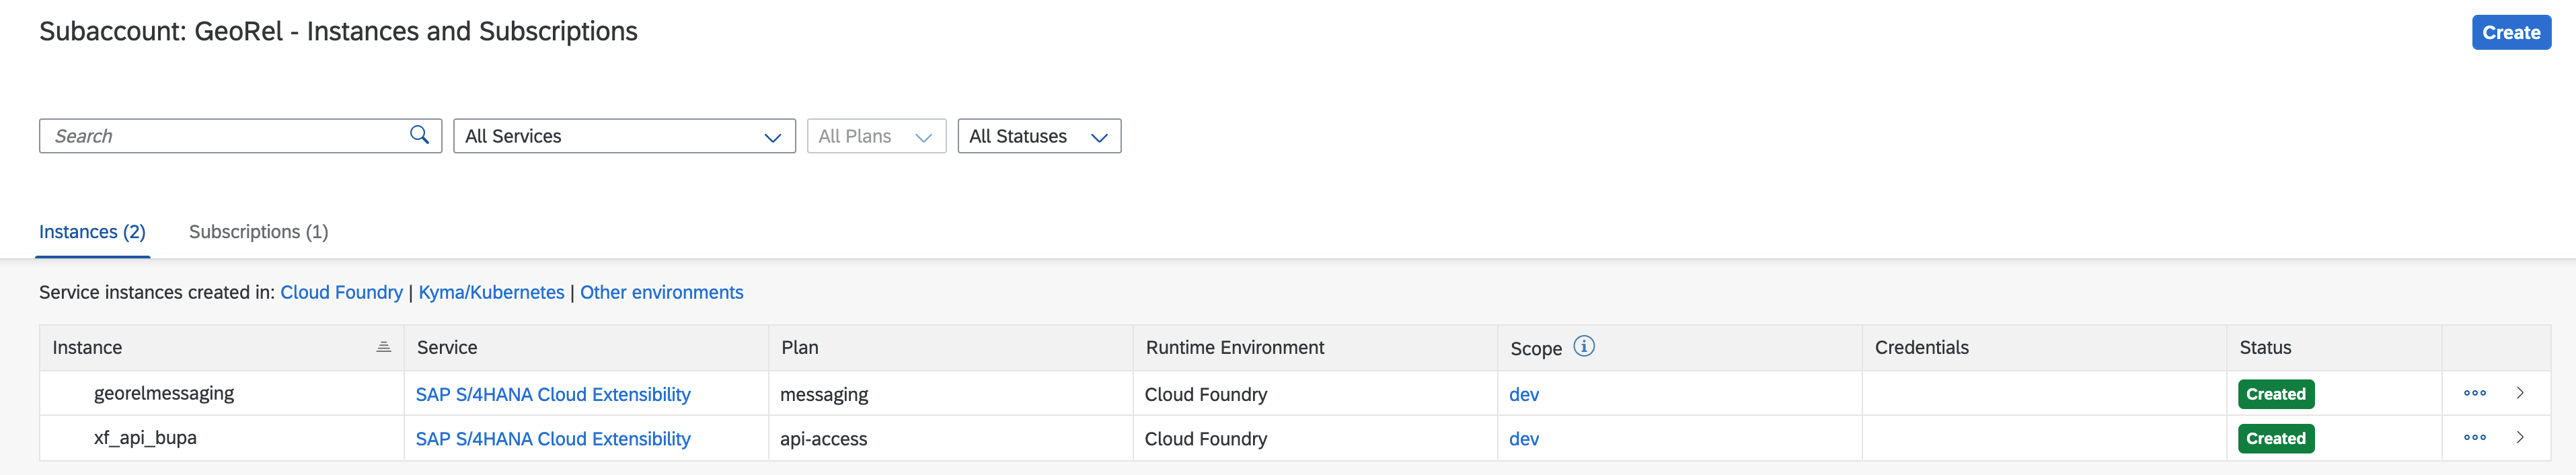 Subaccount: GeoRel - Instances and Subscriptions
Create
Search
All Services
All Plans
All Statuses
Instances (2)
Subscriptions (1)
Service instances created in: Cloud Foundry | Kyma/Kubernetes | Other environments
Instance Service Plan Runtime Environment Scope Credentials Status
georelmessaging SAP S/4HANA Cloud Extensibility messaging Cloud Foundry dev Created
xf_api_bupa SAP S/4HANA Cloud Extensibility api-access Cloud Foundry dev Created